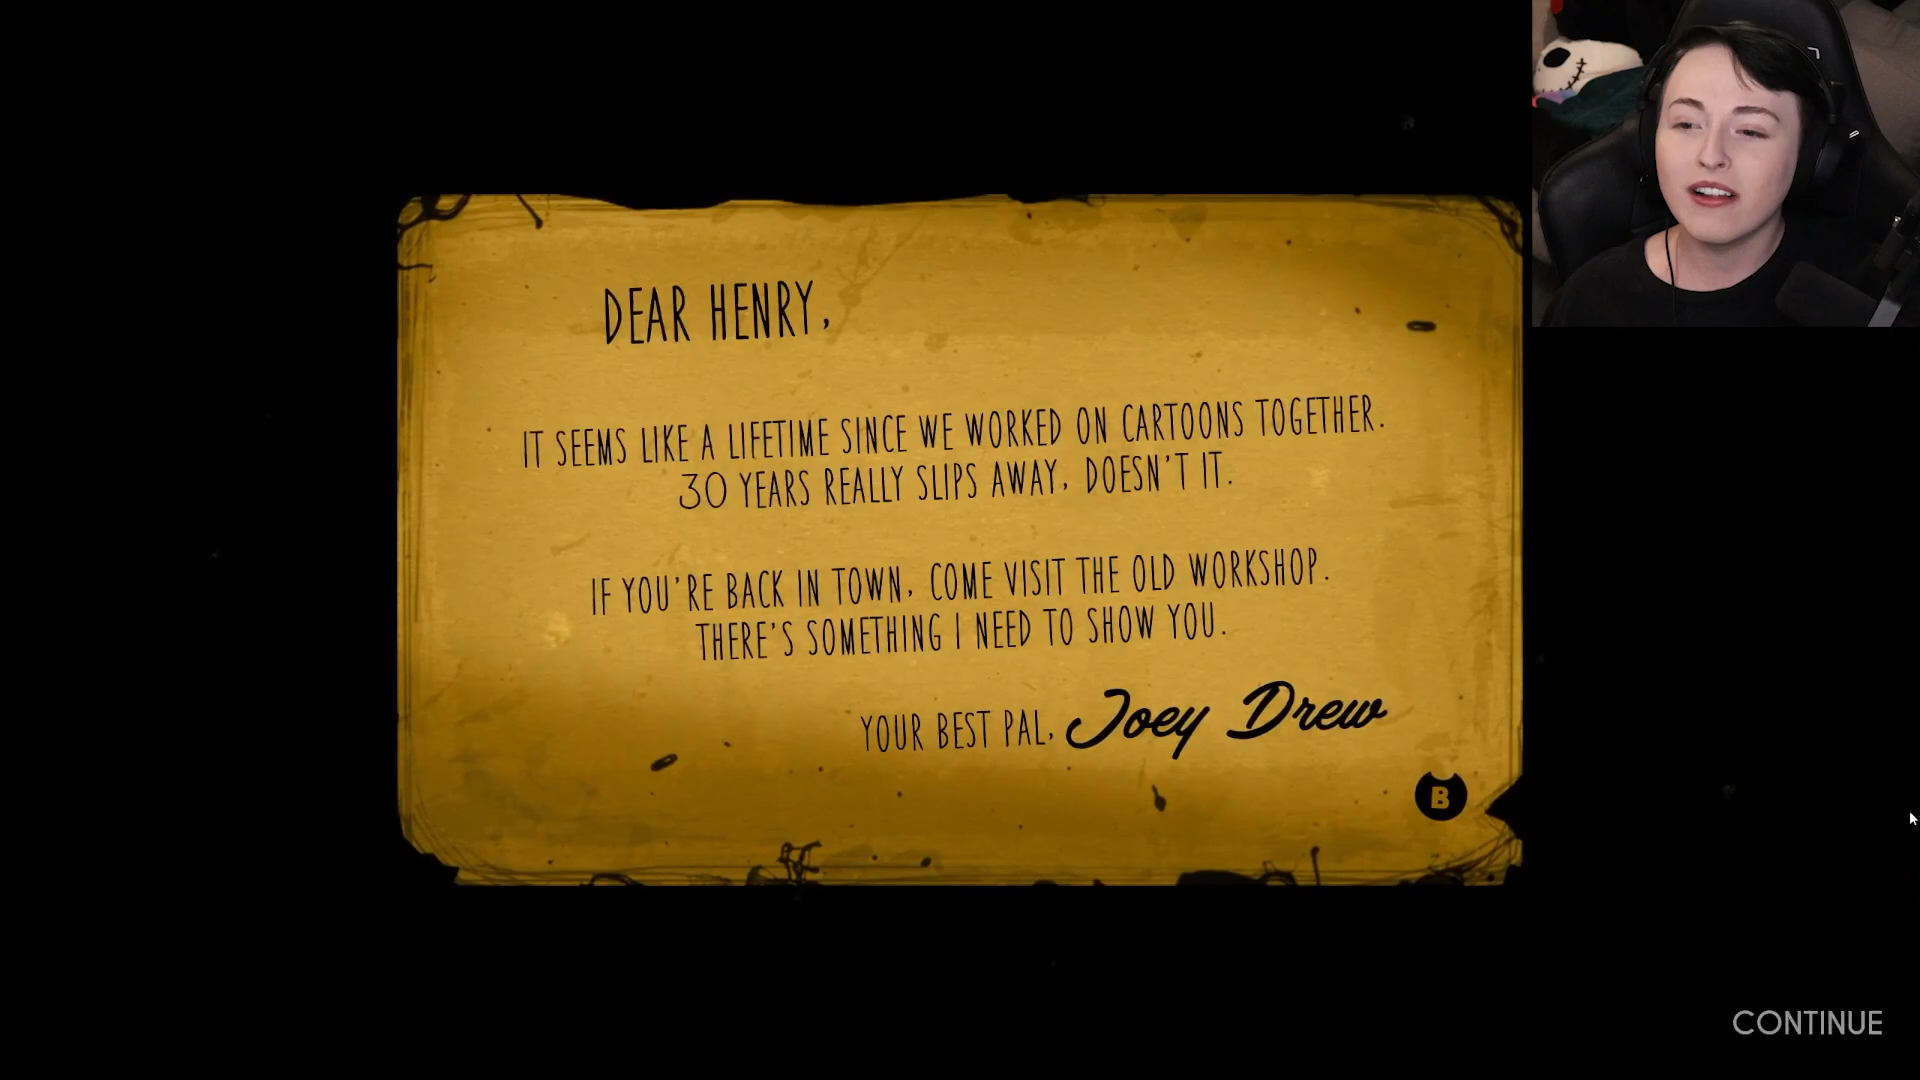 DEAR HENRY,
IT SEEMS LIKE A LIFETIME SINCE WE WORKED ON CARTOONS TOGETHER.
30 YEARS REALLY SLIPS AWAY, DOESN'T IT.
IF YOU'RE BACK IN TOWN, COME VISIT THE OLD WORKSHOP.
THERE'S SOMETHING I NEED TO SHOW YOU.
YOUR BEST PAL, Joey Drew
B
CONTINUE